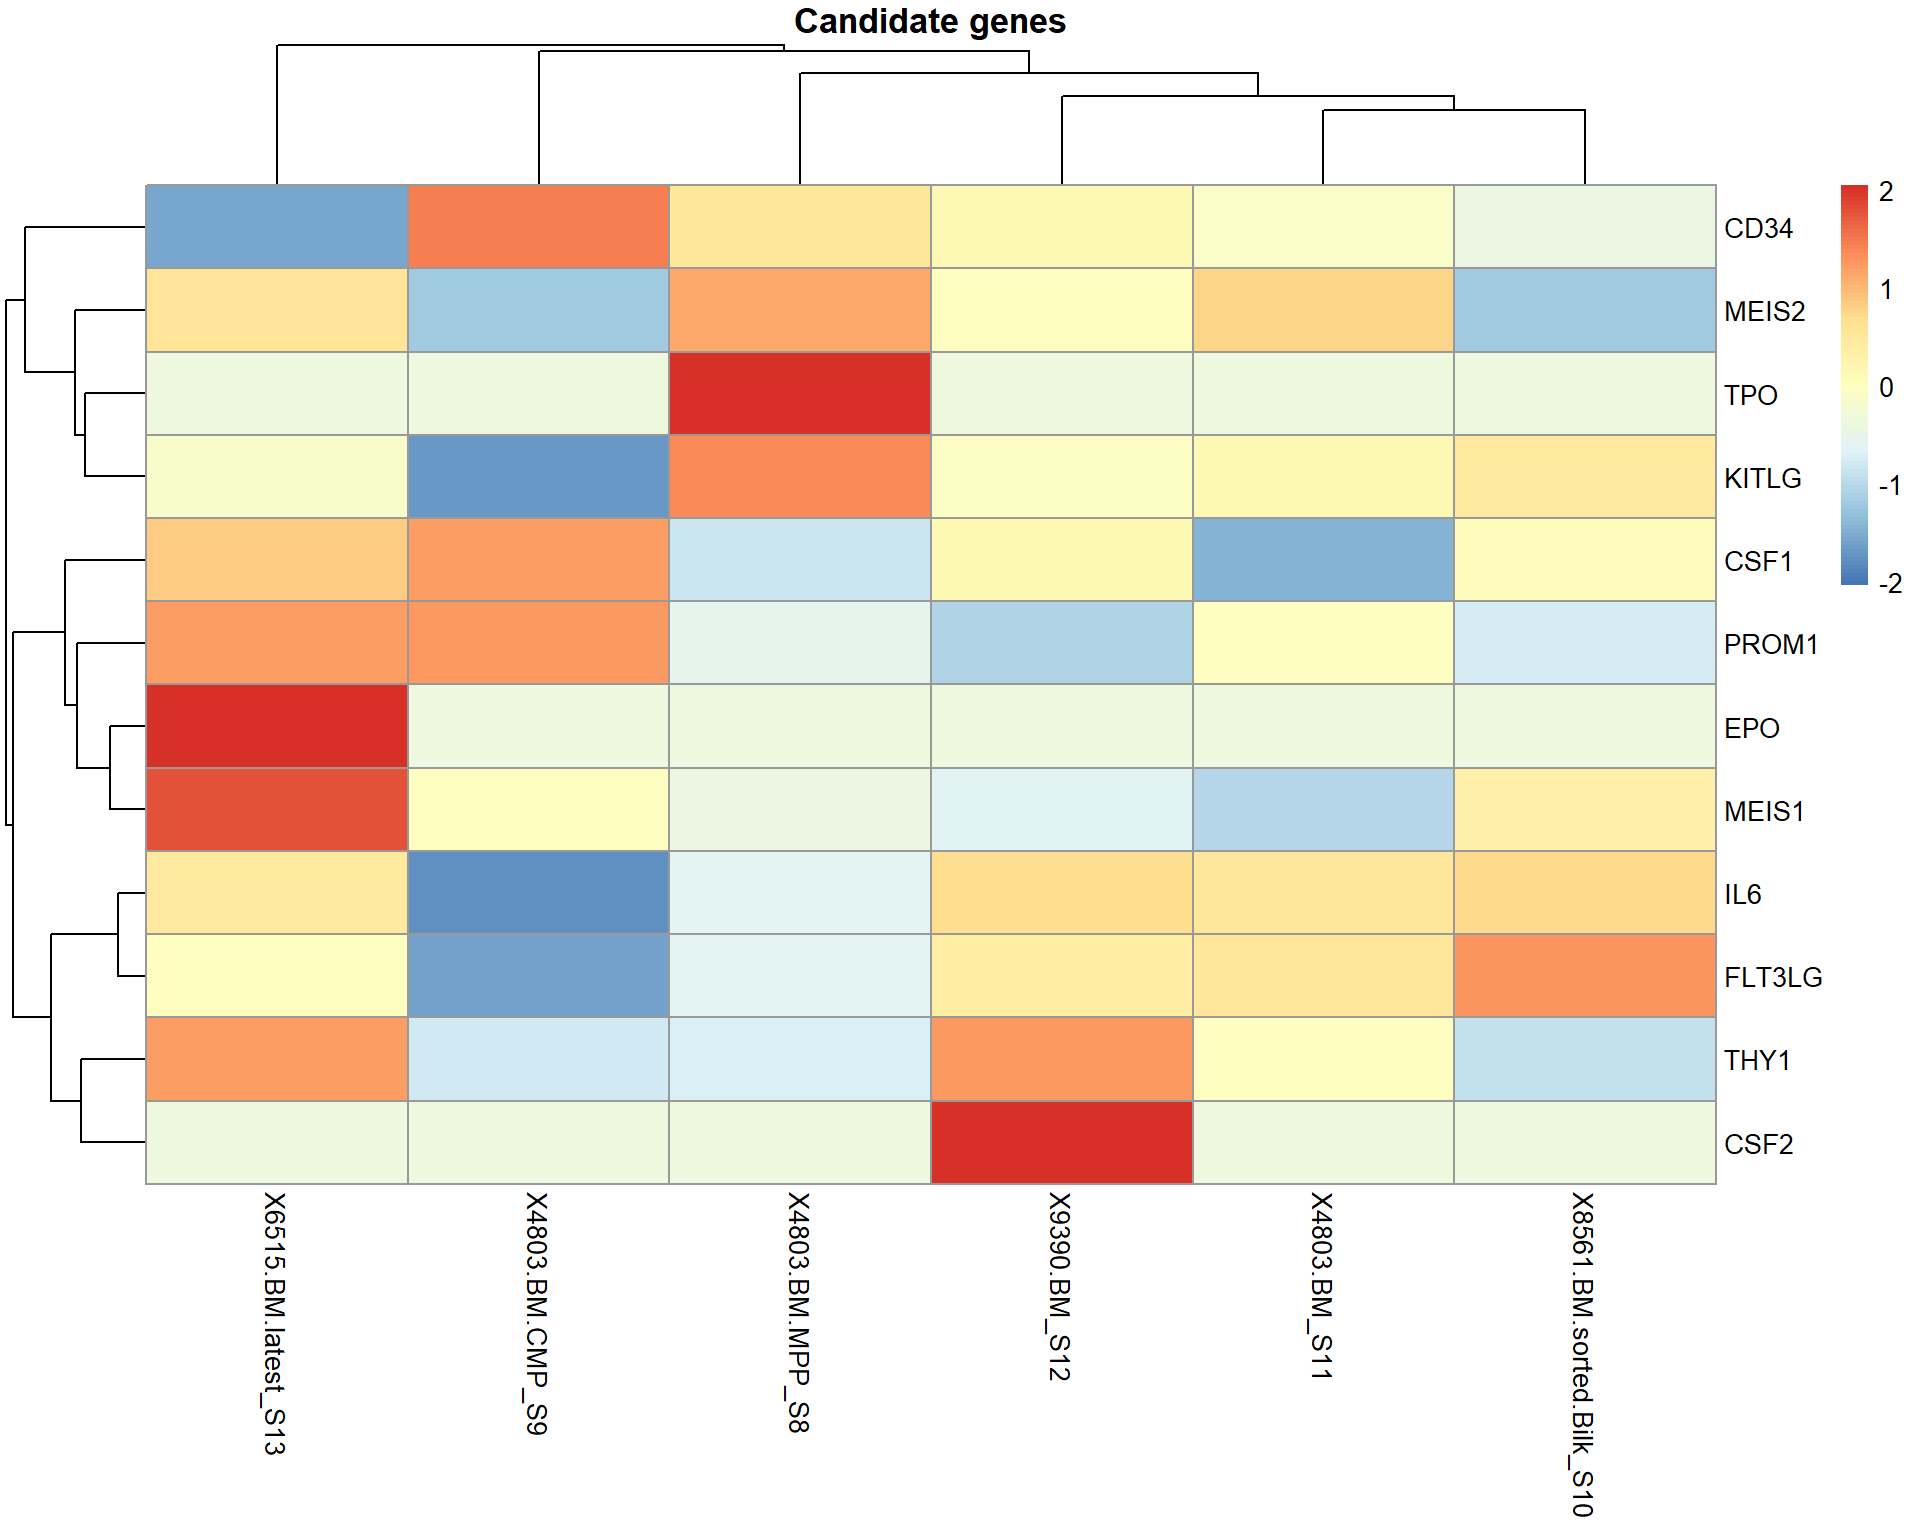 Candidate genes
2
1
0
-1
-2
CD34
MEIS2
TPO
KITLG
CSF1
PROM1
EPO
MEIS1
IL6
FLT3LG
THY1
CSF2
X6515.BM.latest_S13
X4803.BM.CMP_S9
X4803.BM.MPP_S8
X9390.BM_S12
X4803.BM_S11
X8561.BM.sorted.Bilk_S10